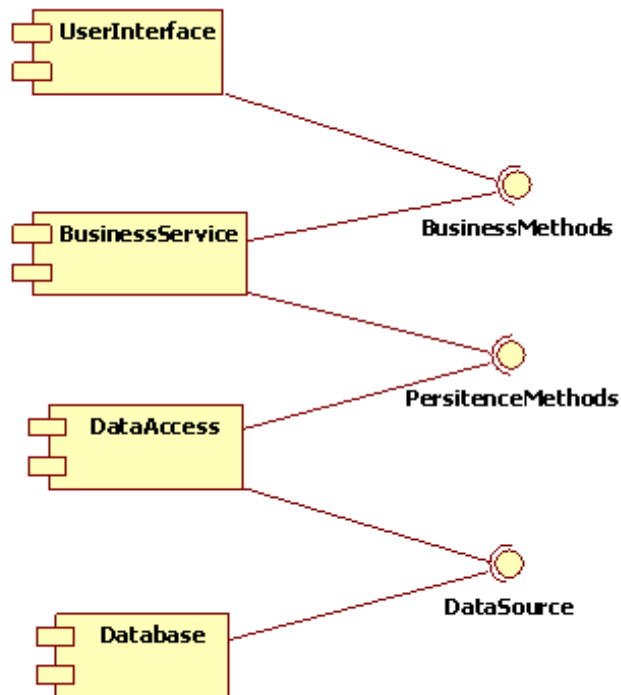 UserInterface
BusinessMethods
BusinessService
PersitenceMethods
DataAccess
DataSource
Database